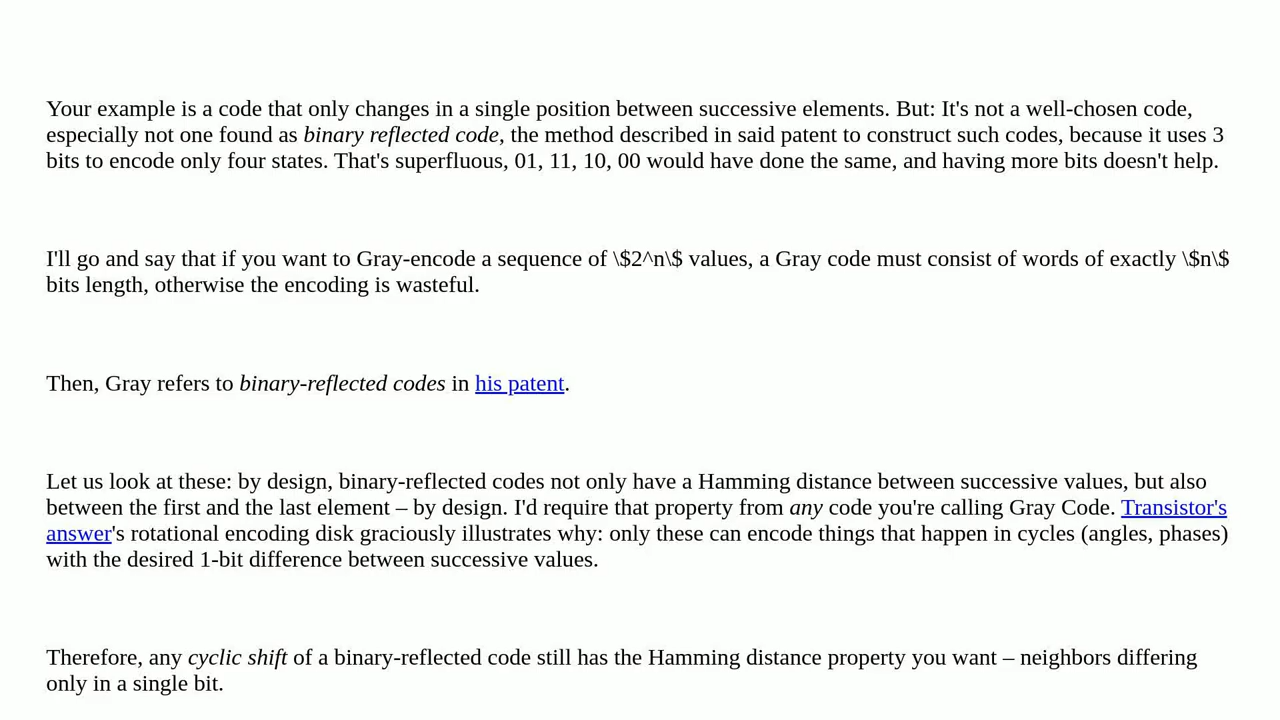 Your example is a code that only changes in a single position between successive elements. But: It's not a well-chosen code,
especially not one found as binary reflected code, the method described in said patent to construct such codes, because it uses 3
bits to encode only four states. That's superfluous, 01, 11, 10, 00 would have done the same, and having more bits doesn't help.
I'll go and say that if you want to Gray-encode a sequence of \$2^n\$ values, a Gray code must consist of words of exactly \$n\$
bits length, otherwise the encoding is wasteful.
Then, Gray refers to binary-reflected codes in his patent.
Let us look at these: by design, binary-reflected codes not only have a Hamming distance between successive values, but also
between the first and the last element – by design. I'd require that property from any code you're calling Gray Code. Transistor's
answer's rotational encoding disk graciously illustrates why: only these can encode things that happen in cycles (angles, phases)
with the desired 1-bit difference between successive values.
Therefore, any cyclic shift of a binary-reflected code still has the Hamming distance property you want – neighbors differing
only in a single bit.